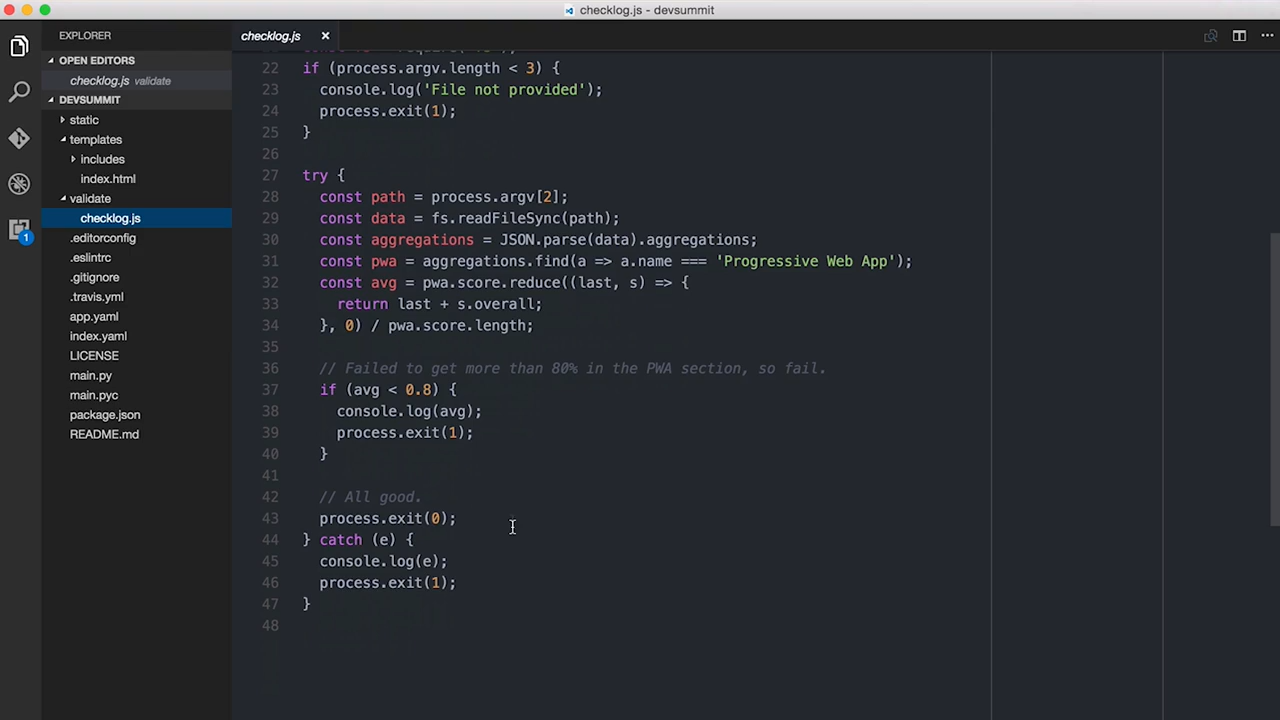 checklog.js - devsummit
EXPLORER
OPEN EDITORS
checklog.js validate
DEVSUMMIT
static
templates
includes
index.html
validate
checklog.js
.editorconfig
.eslintrc
.gitignore
.travis.yml
app.yaml
index.yaml
LICENSE
main.py
main.pyc
package.json
README.md
1
checklog.js
22 if (process.argv.length < 3) {
23 console.log('File not provided');
24 process.exit(1);
25 }
26
27 try {
28 const path = process.argv[2];
29 const data = fs.readFileSync(path);
30 const aggregations = JSON.parse(data).aggregations;
31 const pwa = aggregations.find(a => a.name === 'Progressive Web App');
32 const avg = pwa.score.reduce((last, s) => {
33 return last + s.overall;
34 }, 0) / pwa.score.length;
35
36 // Failed to get more than 80% in the PWA section, so fail.
37 if (avg < 0.8) {
38 console.log(avg);
39 process.exit(1);
40 }
41
42 // All good.
43 process.exit(0);
44 } catch (e) {
45 console.log(e);
46 process.exit(1);
47 }
48